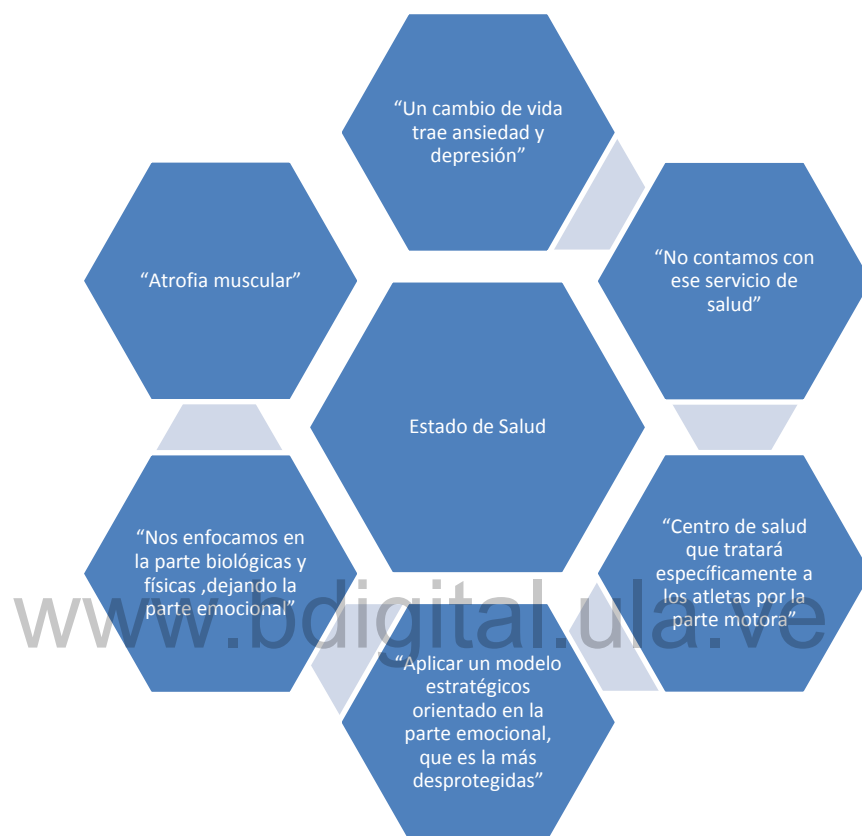 “Un cambio de vida
trae ansiedad y
depresión”
“No contamos con
ese servicio de
salud”
“Centro de salud
que tratará
específicamente a
los atletas por la
parte motora”
“Aplicar un modelo
estratégicos
orientado en la
parte emocional,
que es la más
desprotegidas”
“Nos enfocamos en
la parte biológicas y
físicas ,dejando la
parte emocional”
“Atrofia muscular”
Estado de Salud
www.bdigital.ula.ve